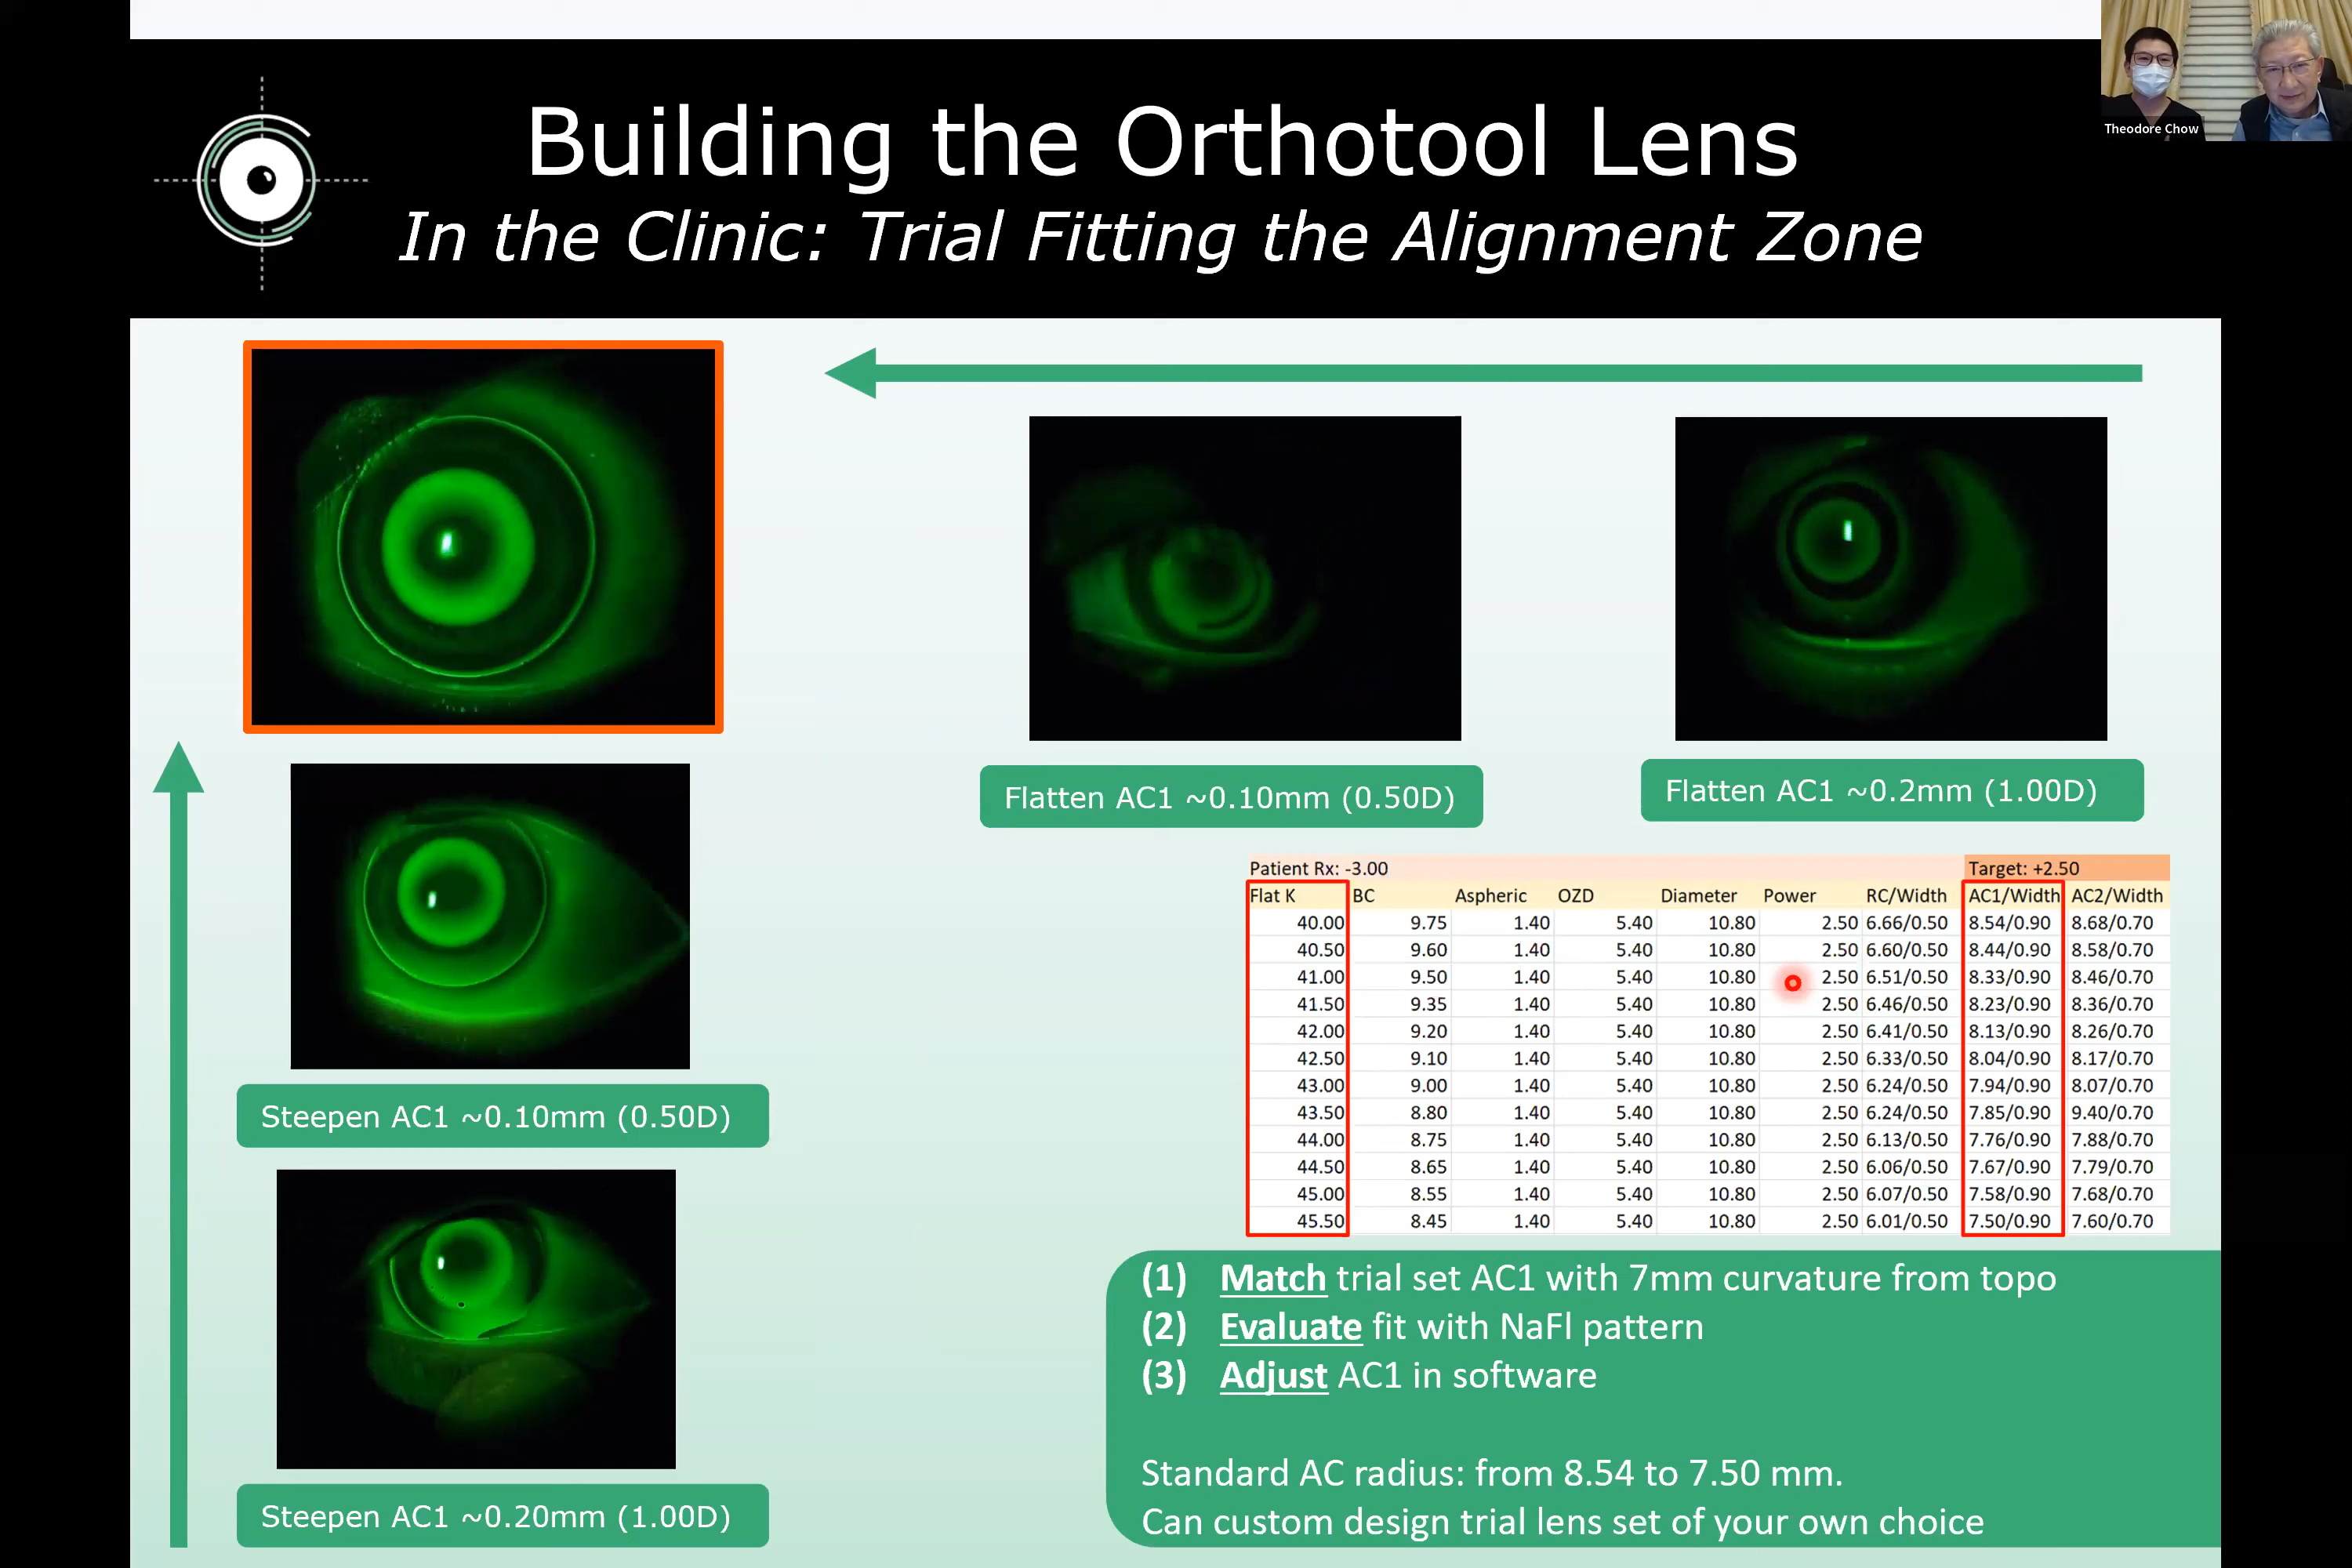 Theodore Chow
Building the Orthotool Lens
In the Clinic: Trial Fitting the Alignment Zone
Flatten AC1 ~0.10mm (0.50D)
Flatten AC1 ~0.2mm (1.00D)
Steepen AC1 ~0.10mm (0.50D)
Steepen AC1 ~0.20mm (1.00D)
Patient Rx: -3.00 Target: +2.50
Flat K BC Aspheric OZD Diameter Power RC/Width AC1/Width AC2/Width
40.00 9.75 1.40 5.40 10.80 2.50 6.66/0.50 8.54/0.90 8.68/0.70
40.50 9.60 1.40 5.40 10.80 2.50 6.60/0.50 8.44/0.90 8.58/0.70
41.00 9.50 1.40 5.40 10.80 2.50 6.51/0.50 8.33/0.90 8.46/0.70
41.50 9.35 1.40 5.40 10.80 2.50 6.46/0.50 8.23/0.90 8.36/0.70
42.00 9.20 1.40 5.40 10.80 2.50 6.41/0.50 8.13/0.90 8.26/0.70
42.50 9.10 1.40 5.40 10.80 2.50 6.33/0.50 8.04/0.90 8.17/0.70
43.00 9.00 1.40 5.40 10.80 2.50 6.24/0.50 7.94/0.90 8.07/0.70
43.50 8.80 1.40 5.40 10.80 2.50 6.24/0.50 7.85/0.90 9.40/0.70
44.00 8.75 1.40 5.40 10.80 2.50 6.13/0.50 7.76/0.90 7.88/0.70
44.50 8.65 1.40 5.40 10.80 2.50 6.06/0.50 7.67/0.90 7.79/0.70
45.00 8.55 1.40 5.40 10.80 2.50 6.07/0.50 7.58/0.90 7.68/0.70
45.50 8.45 1.40 5.40 10.80 2.50 6.01/0.50 7.50/0.90 7.60/0.70
(1) Match trial set AC1 with 7mm curvature from topo
(2) Evaluate fit with NaFl pattern
(3) Adjust AC1 in software
Standard AC radius: from 8.54 to 7.50 mm.
Can custom design trial lens set of your own choice